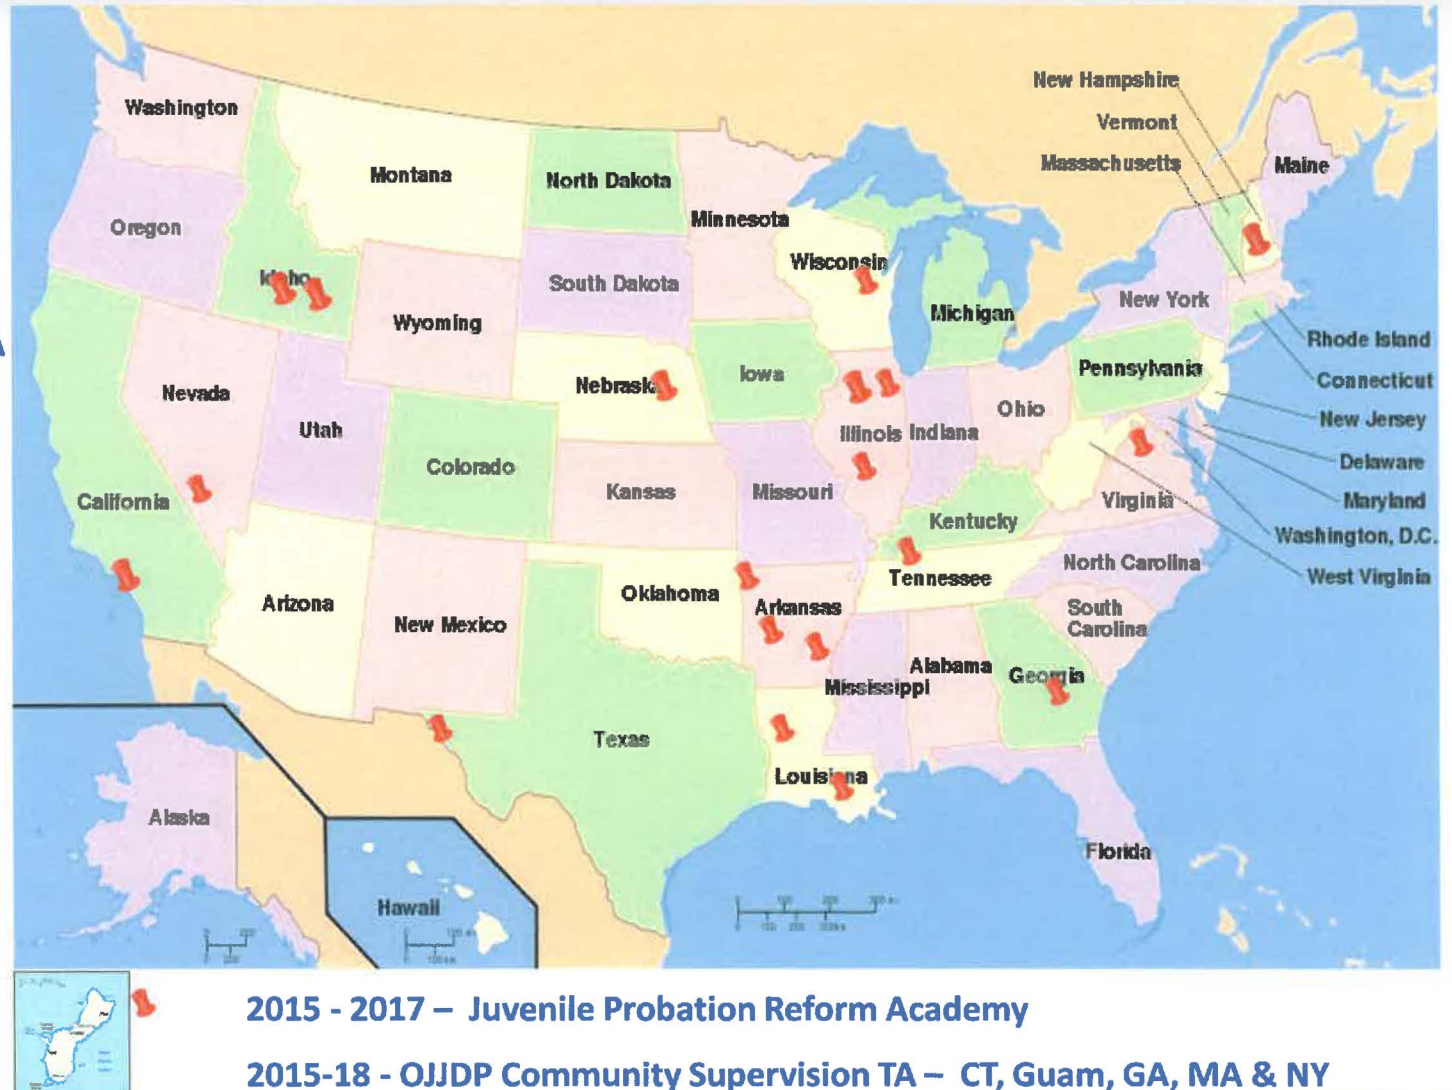 New Hampshire
Vermont
Massachusetts
Washington
Montana
North Dakota
Minnesota
Maine
Oregon
Idaho
South Dakota
Wisconsin
Wyoming
Michigan
New York
Rhode Island
Nevada
Nebraska
Iowa
Pennsylvania
Connecticut
Utah
Illinois
Indiana
Ohio
New Jersey
Colorado
Delaware
California
Kansas
Missouri
Kentucky
Virginia
Maryland
Washington, D.C.
West Virginia
Arizona
New Mexico
Oklahoma
Arkansas
Tennessee
North Carolina
South
Carolina
Mississippi
Alabama
Georgia
Texas
Louisiana
Alaska
Hawaii
Florida
2015 - 2017 – Juvenile Probation Reform Academy
2015-18 - OJJDP Community Supervision TA – CT, Guam, GA, MA & NY